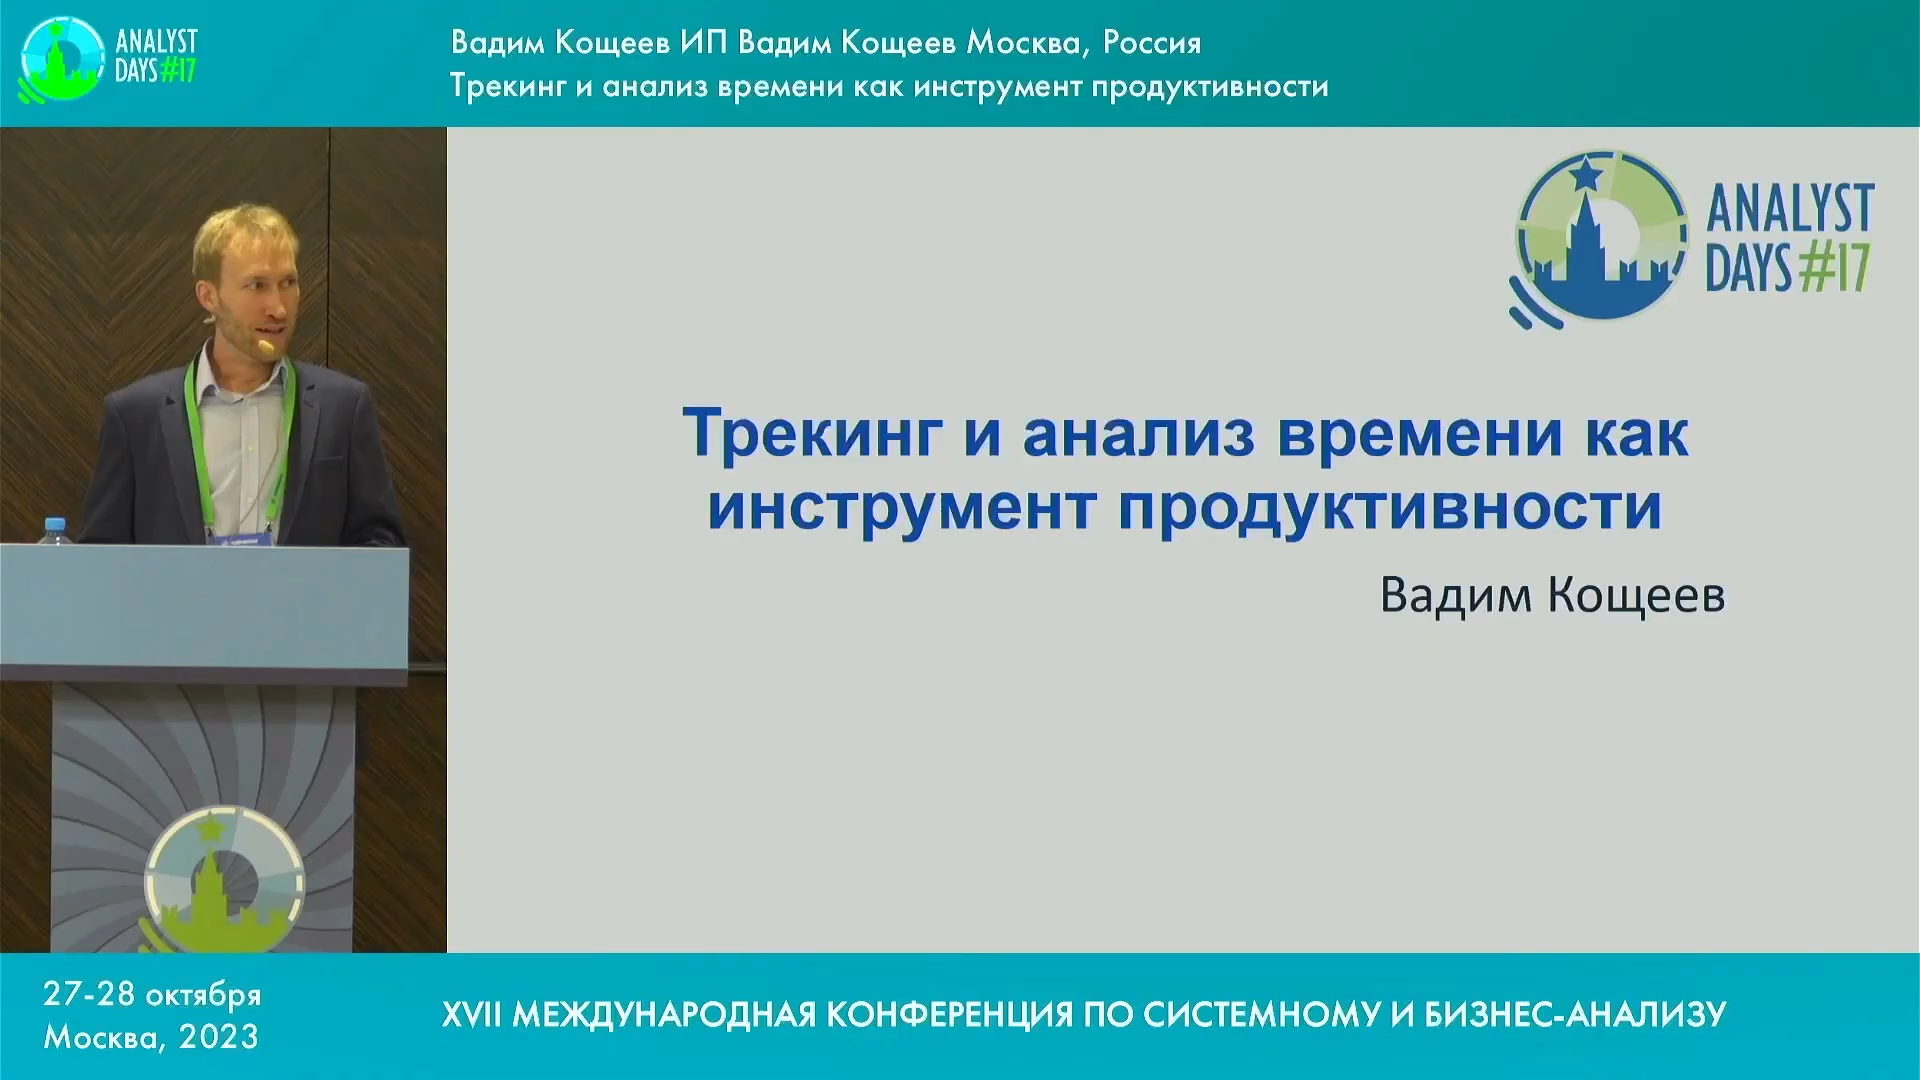 ANALYST
DAYS #17
Вадим Кощеев ИП Вадим Кощеев Москва, Россия
Трекинг и анализ времени как инструмент продуктивности
ANALYST
DAYS #17
Трекинг и анализ времени как
инструмент продуктивности
Вадим Кощеев
27-28 октября
Москва, 2023
XVII МЕЖДУНАРОДНАЯ КОНФЕРЕНЦИЯ ПО СИСТЕМНОМУ И БИЗНЕС-АНАЛИЗУ